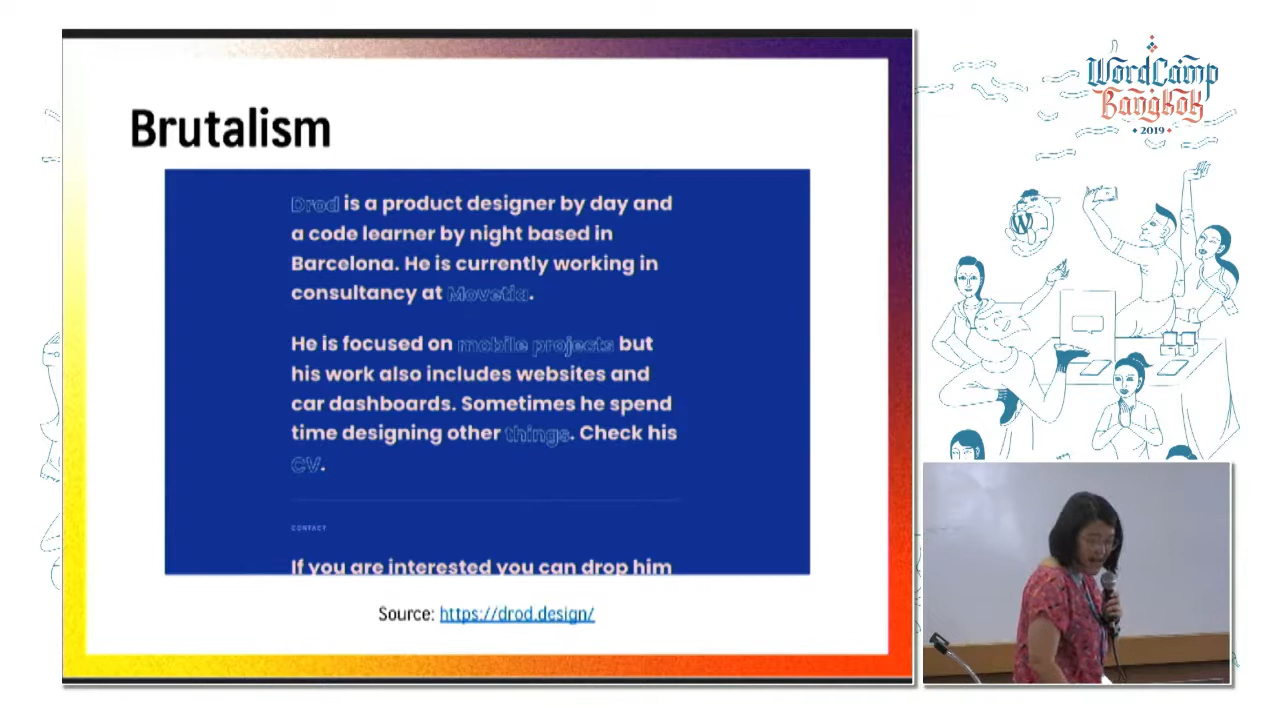 Brutalism
Drod is a product designer by day and
a code learner by night based in
Barcelona. He is currently working in
consultancy at Movetia.
He is focused on mobile projects but
his work also includes websites and
car dashboards. Sometimes he spend
time designing other things. Check his
CV.
CONTACT
If you are interested you can drop him
Source: https://drod.design/
WordCamp
Bangkok
2019